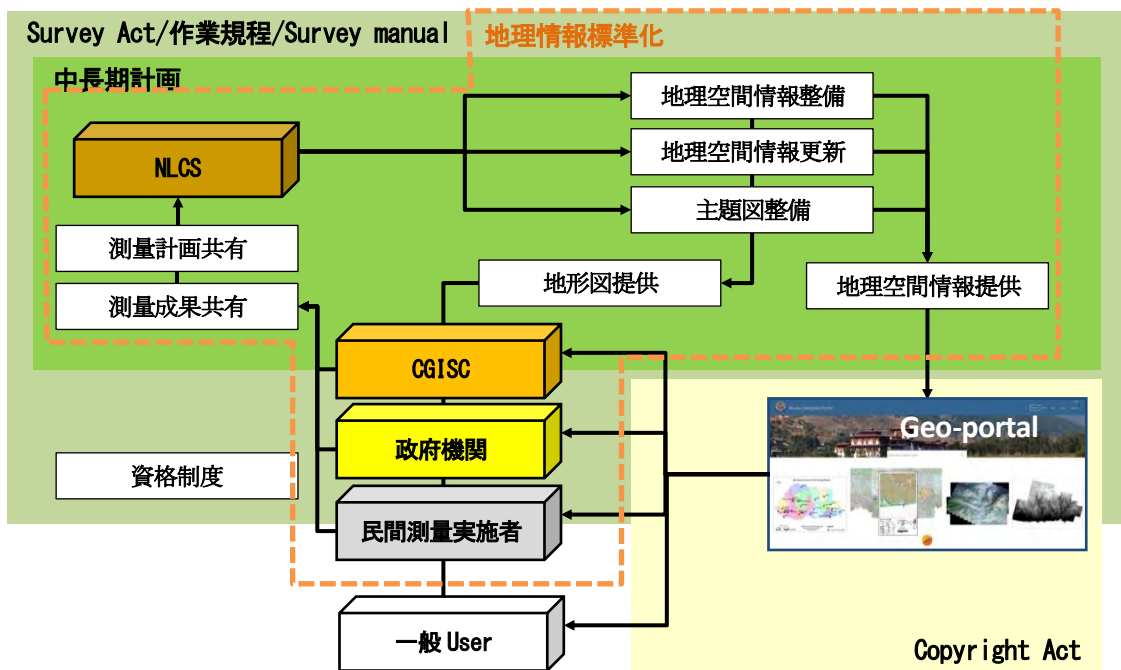 Survey Act/作業規程/Survey manual
地理情報標準化
中長期計画
地理空間情報整備
NLCS
地理空間情報更新
主題図整備
測量計画共有
地形図提供
地理空間情報提供
測量成果共有
CGISC
Geo-portal
政府機関
資格制度
民間測量実施者
一般 User
Copyright Act